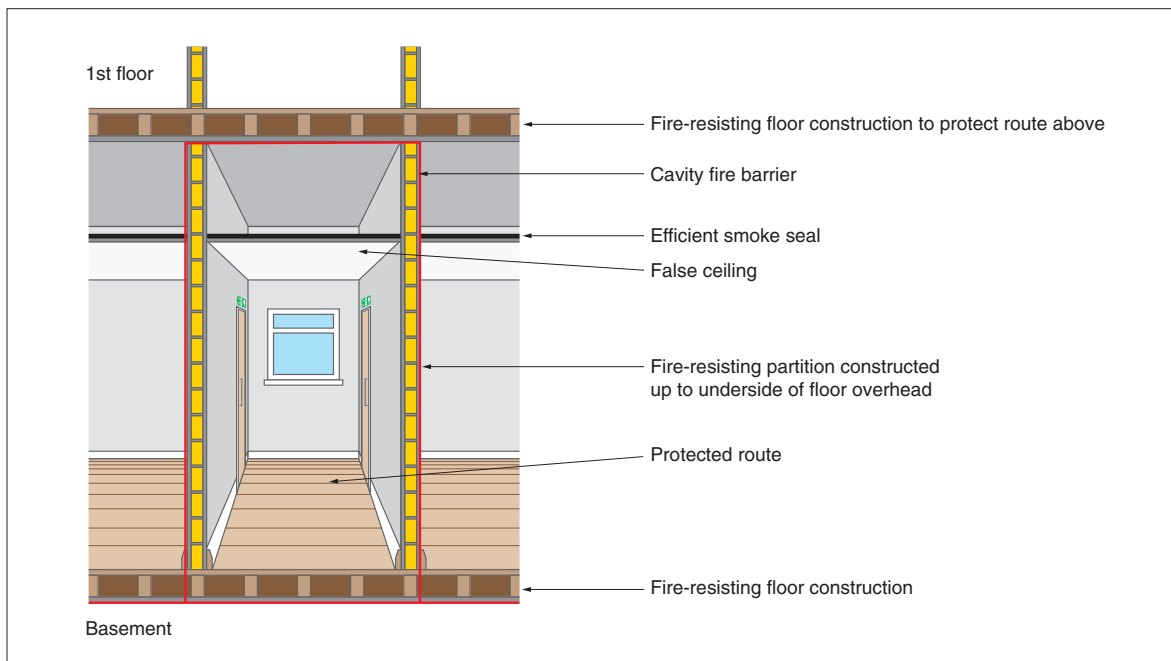 1st floor
Fire-resisting floor construction to protect route above
Cavity fire barrier
Efficient smoke seal
False ceiling
Fire-resisting partition constructed
up to underside of floor overhead
Protected route
Fire-resisting floor construction
Basement